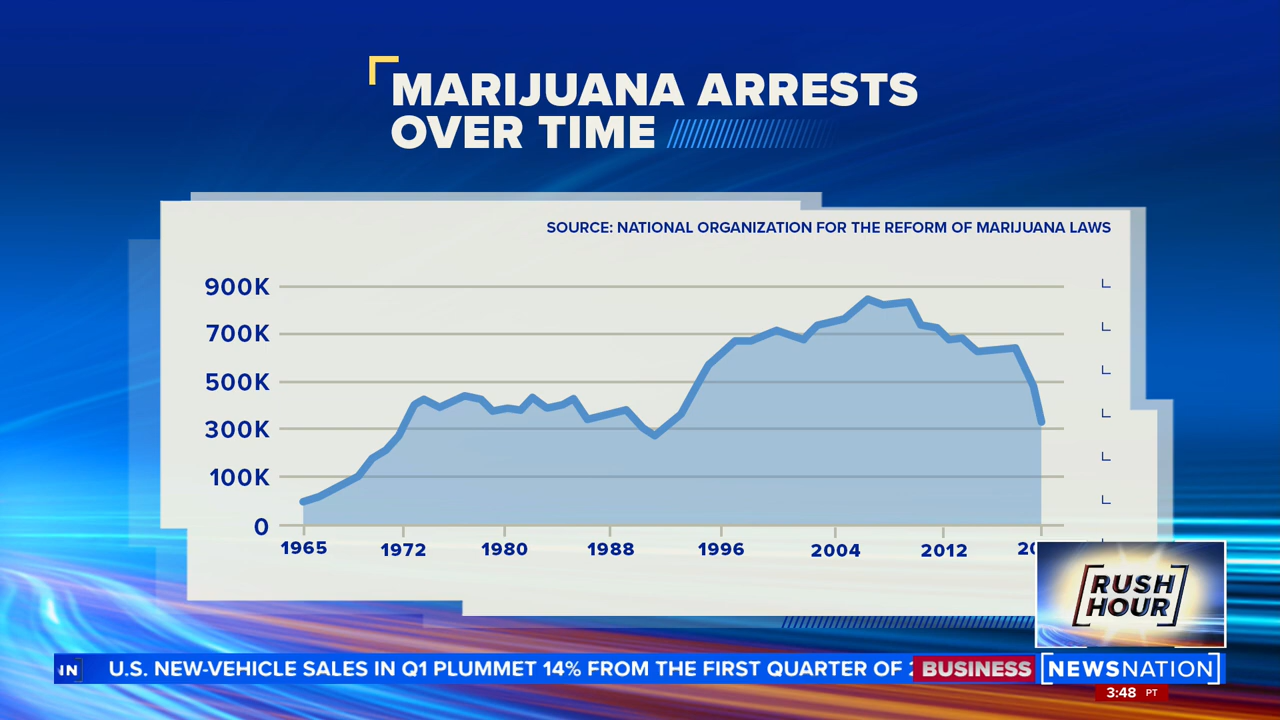 MARIJUANA ARRESTS
OVER TIME
SOURCE: NATIONAL ORGANIZATION FOR THE REFORM OF MARIJUANA LAWS
900K
700K
500K
300K
100K
0
1965 1972 1980 1988 1996 2004 2012
RUSH
HOUR
U.S. NEW-VEHICLE SALES IN Q1 PLUMMET 14% FROM THE FIRST QUARTER OF
BUSINESS
NEWSNATION
3:48 PT